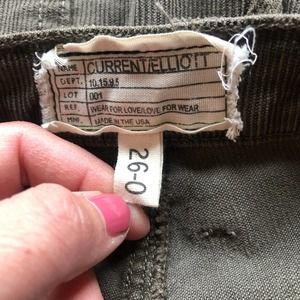 NAME CURRENT/ELLIOTT
DEPT. 10.15.95
LOT 001
REF. WEAR FOR LOVE/LOVE FOR WEAR
MNI. MADE IN THE USA
26-0